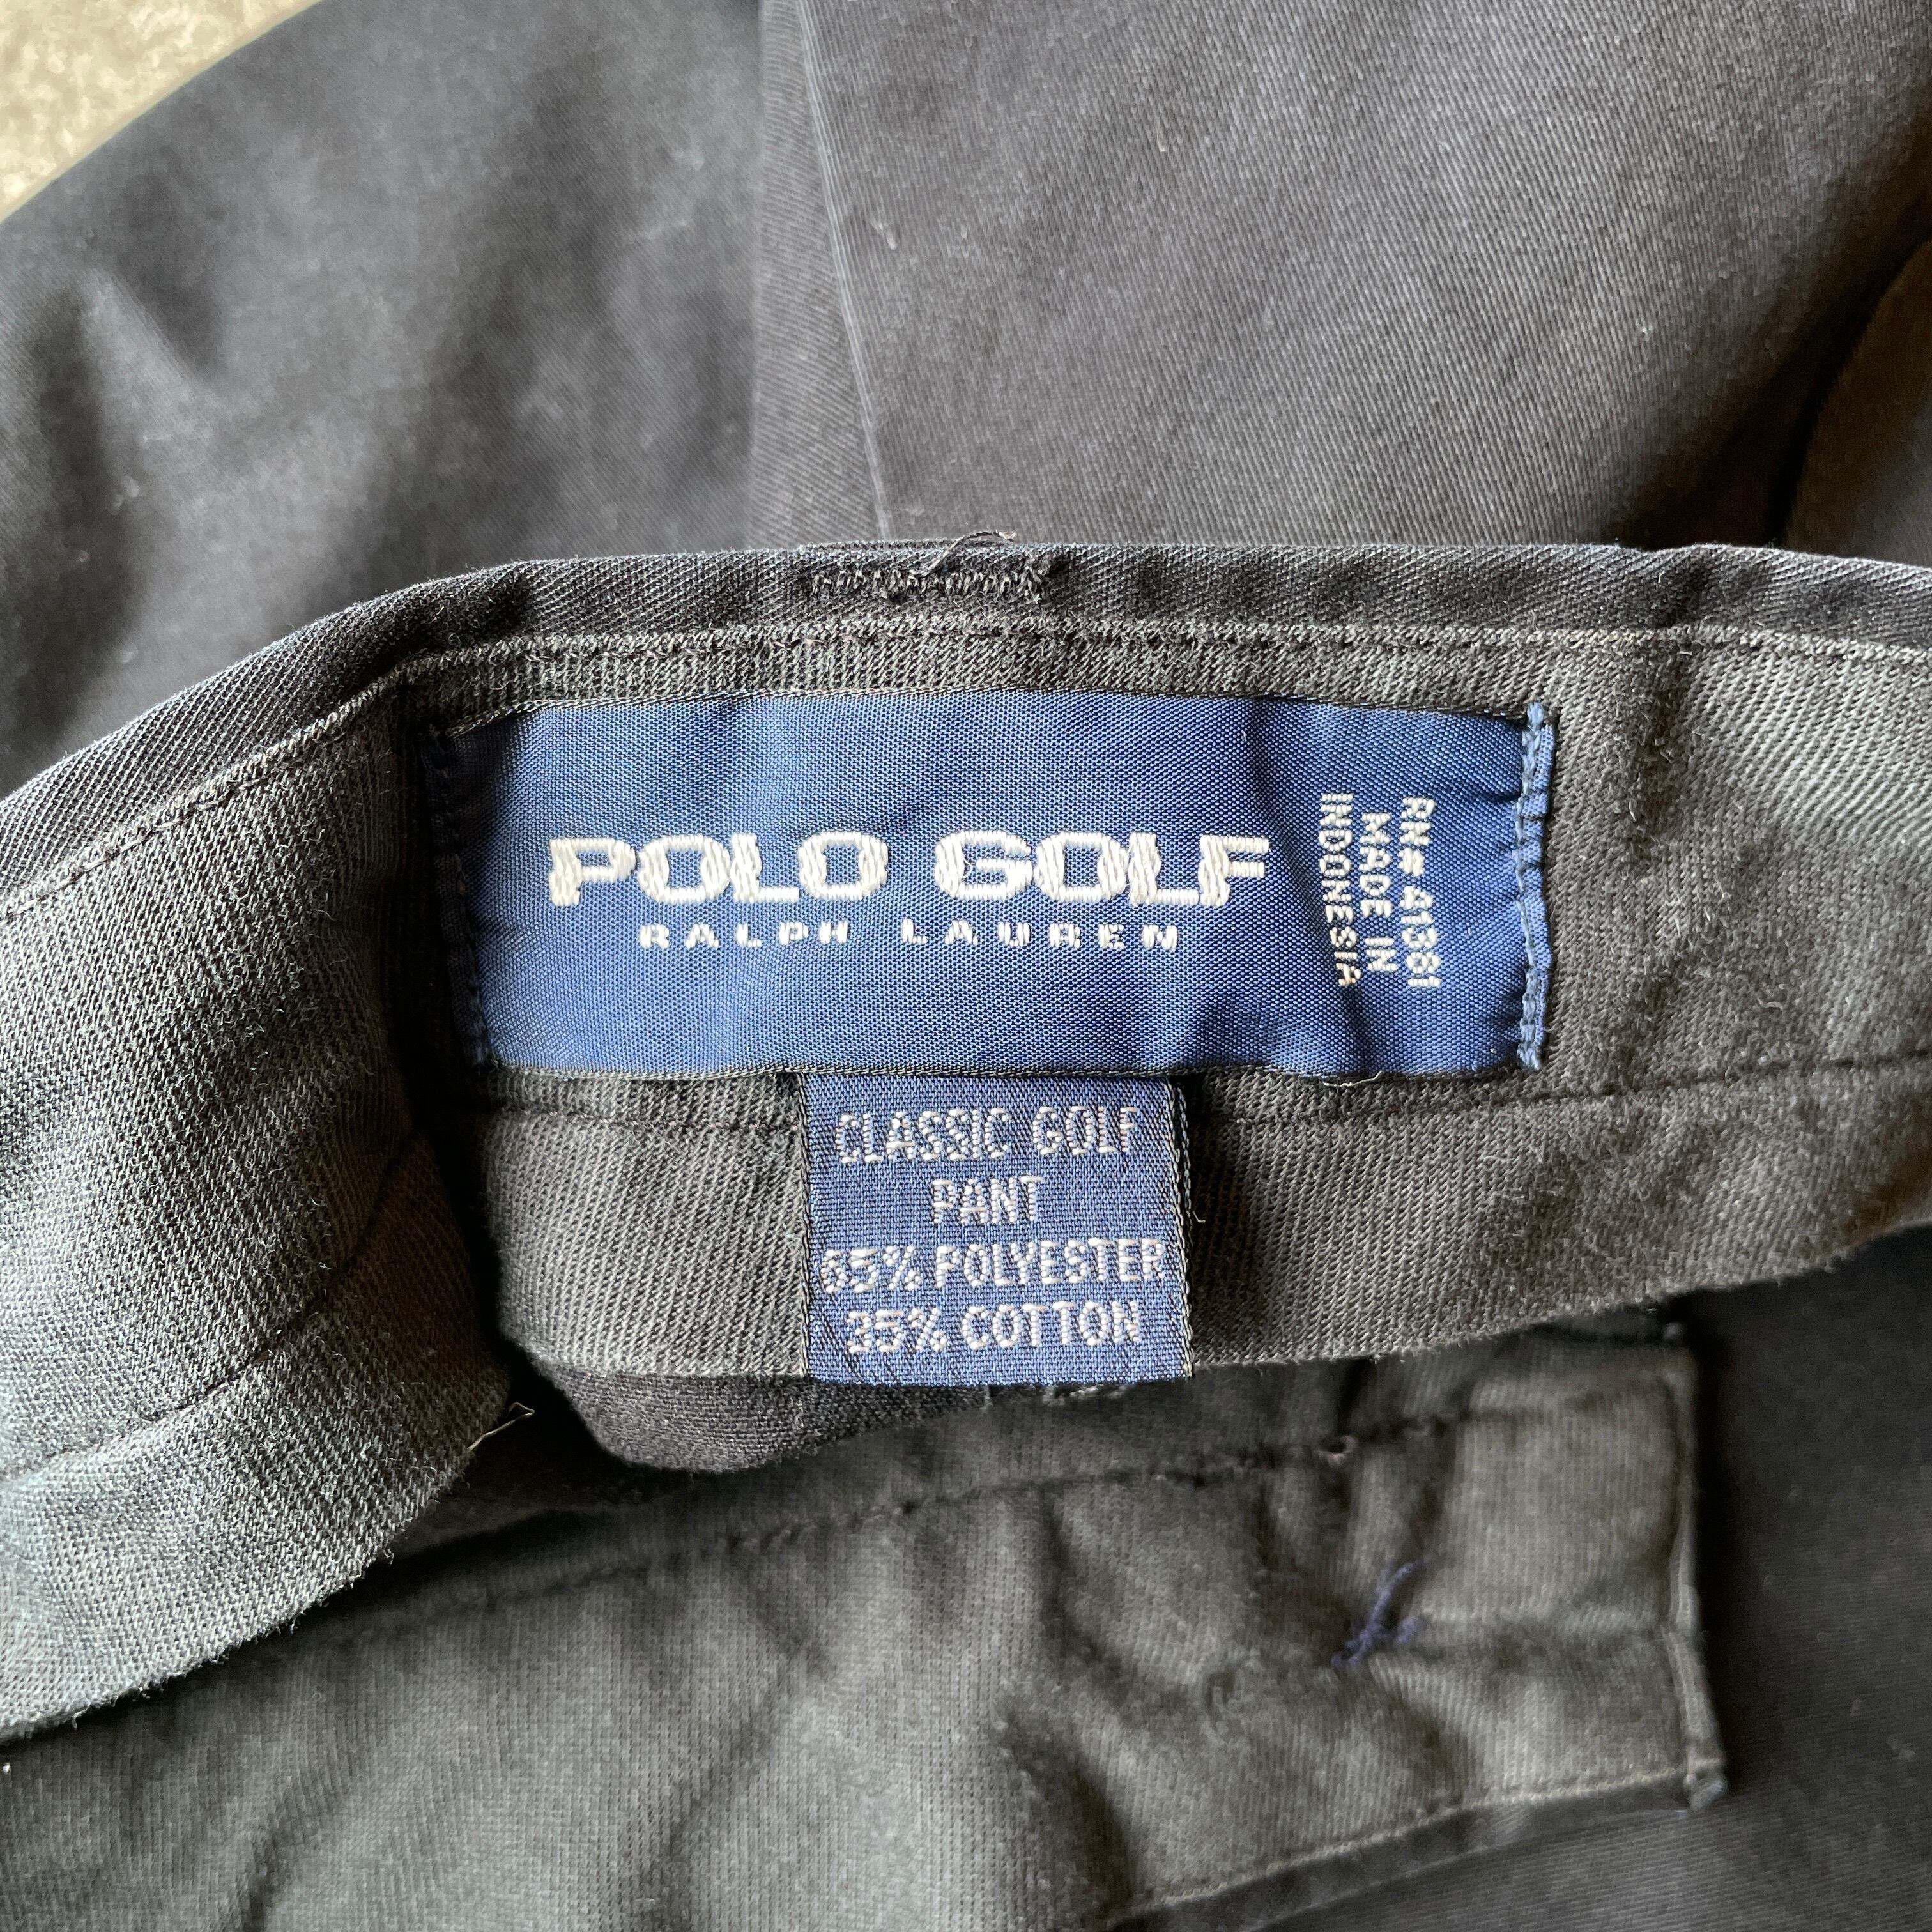 POLO GOLF
RALPH LAUREN
RN# 41381
MADE IN
INDONESIA
CLASSIC GOLF
PANT
65% POLYESTER
35% COTTON